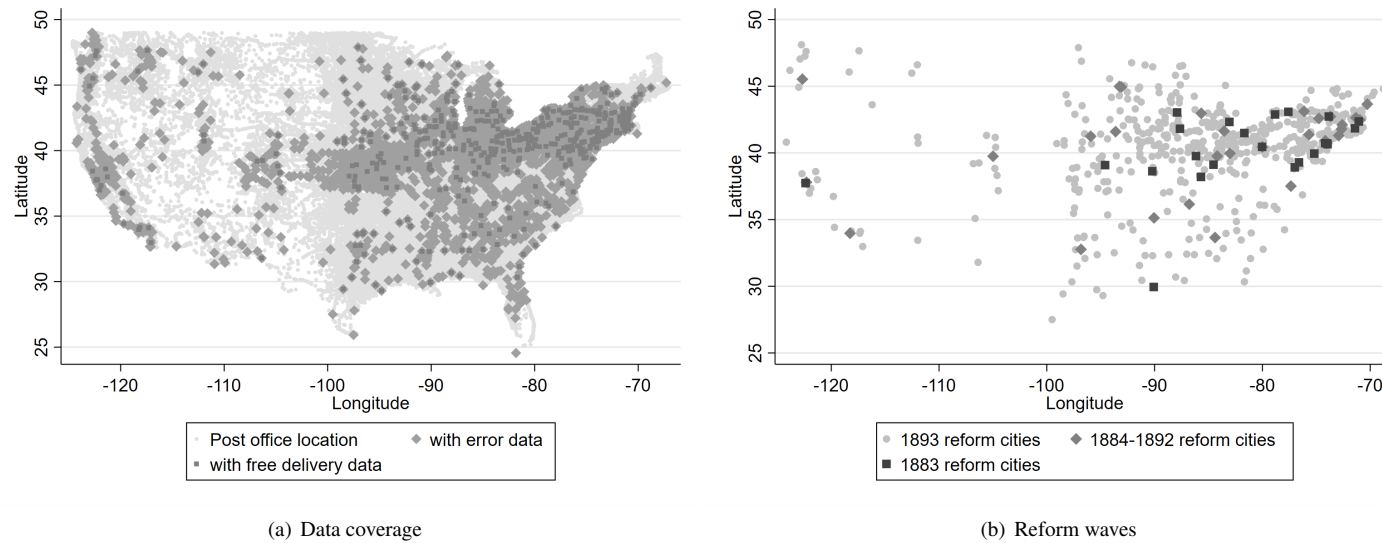 50
45
40
35
30
25
Latitude
-120
-110
-100
-90
-80
-70
Longitude
Post office location
with error data
with free delivery data
(a) Data coverage
50
45
40
35
30
25
Latitude
-120
-110
-100
-90
-80
-70
Longitude
1893 reform cities
1884-1892 reform cities
1883 reform cities
(b) Reform waves